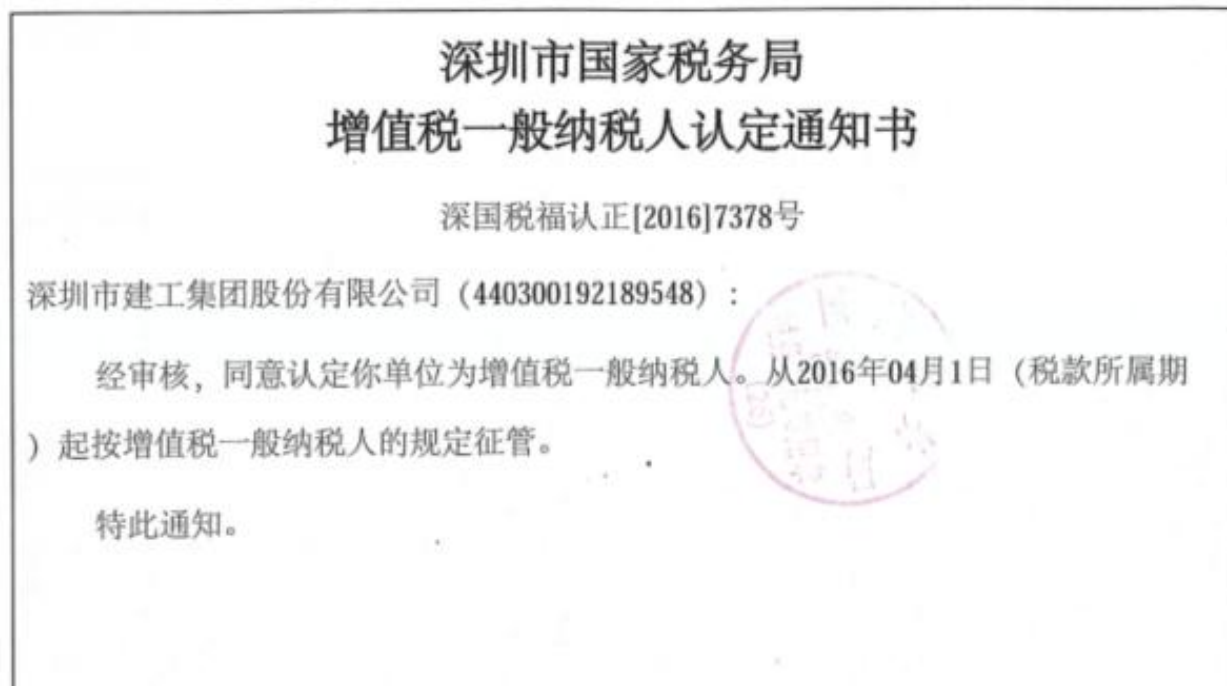 深圳市国家税务局
增值税一般纳税人认定通知书
深国税福认正[2016]7378号
深圳市建工集团股份有限公司（440300192189548）：
经审核，同意认定你单位为增值税一般纳税人。从2016年04月1日（税款所属期
）起按增值税一般纳税人的规定征管。
特此通知。